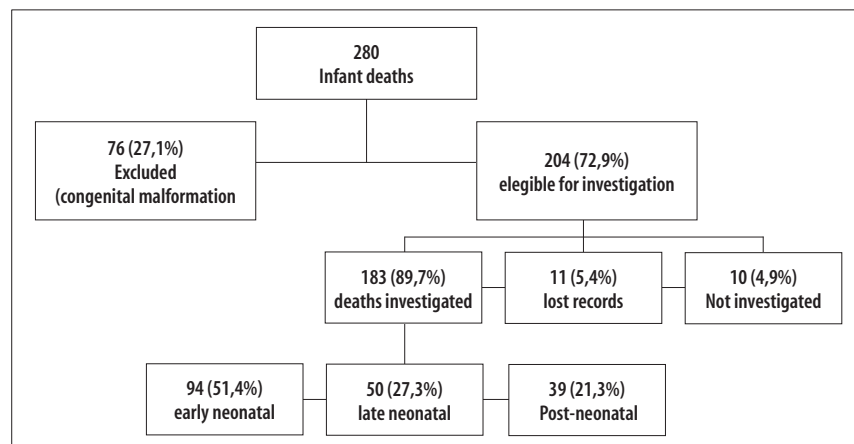 280
Infant deaths
76 (27,1%)
Excluded
(congenital malformation
204 (72,9%)
elegible for investigation
183 (89,7%)
deaths investigated
11 (5,4%)
lost records
10 (4,9%)
Not investigated
94 (51,4%)
early neonatal
50 (27,3%)
late neonatal
39 (21,3%)
Post-neonatal